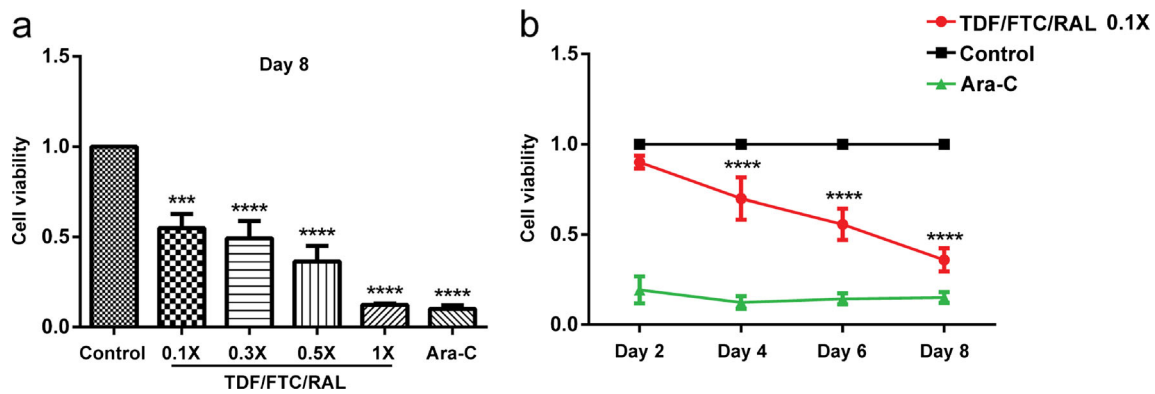 a
Day 8
Cell viability
1.5
1.0
0.5
0.0
***
****
****
****
****
Control 0.1X 0.3X 0.5X 1X Ara-C
TDF/FTC/RAL
b
TDF/FTC/RAL 0.1X
Control
Ara-C
Cell viability
1.5
1.0
0.5
0.0
****
****
****
Day 2 Day 4 Day 6 Day 8